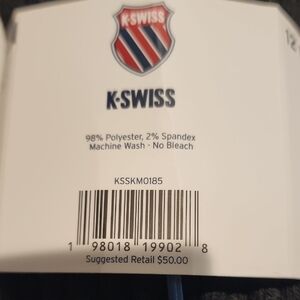 K·SWISS
K·SWISS
98% Polyester, 2% Spandex
Machine Wash - No Bleach
KSSKM0185
1 98018 19902 8
Suggested Retail $50.00